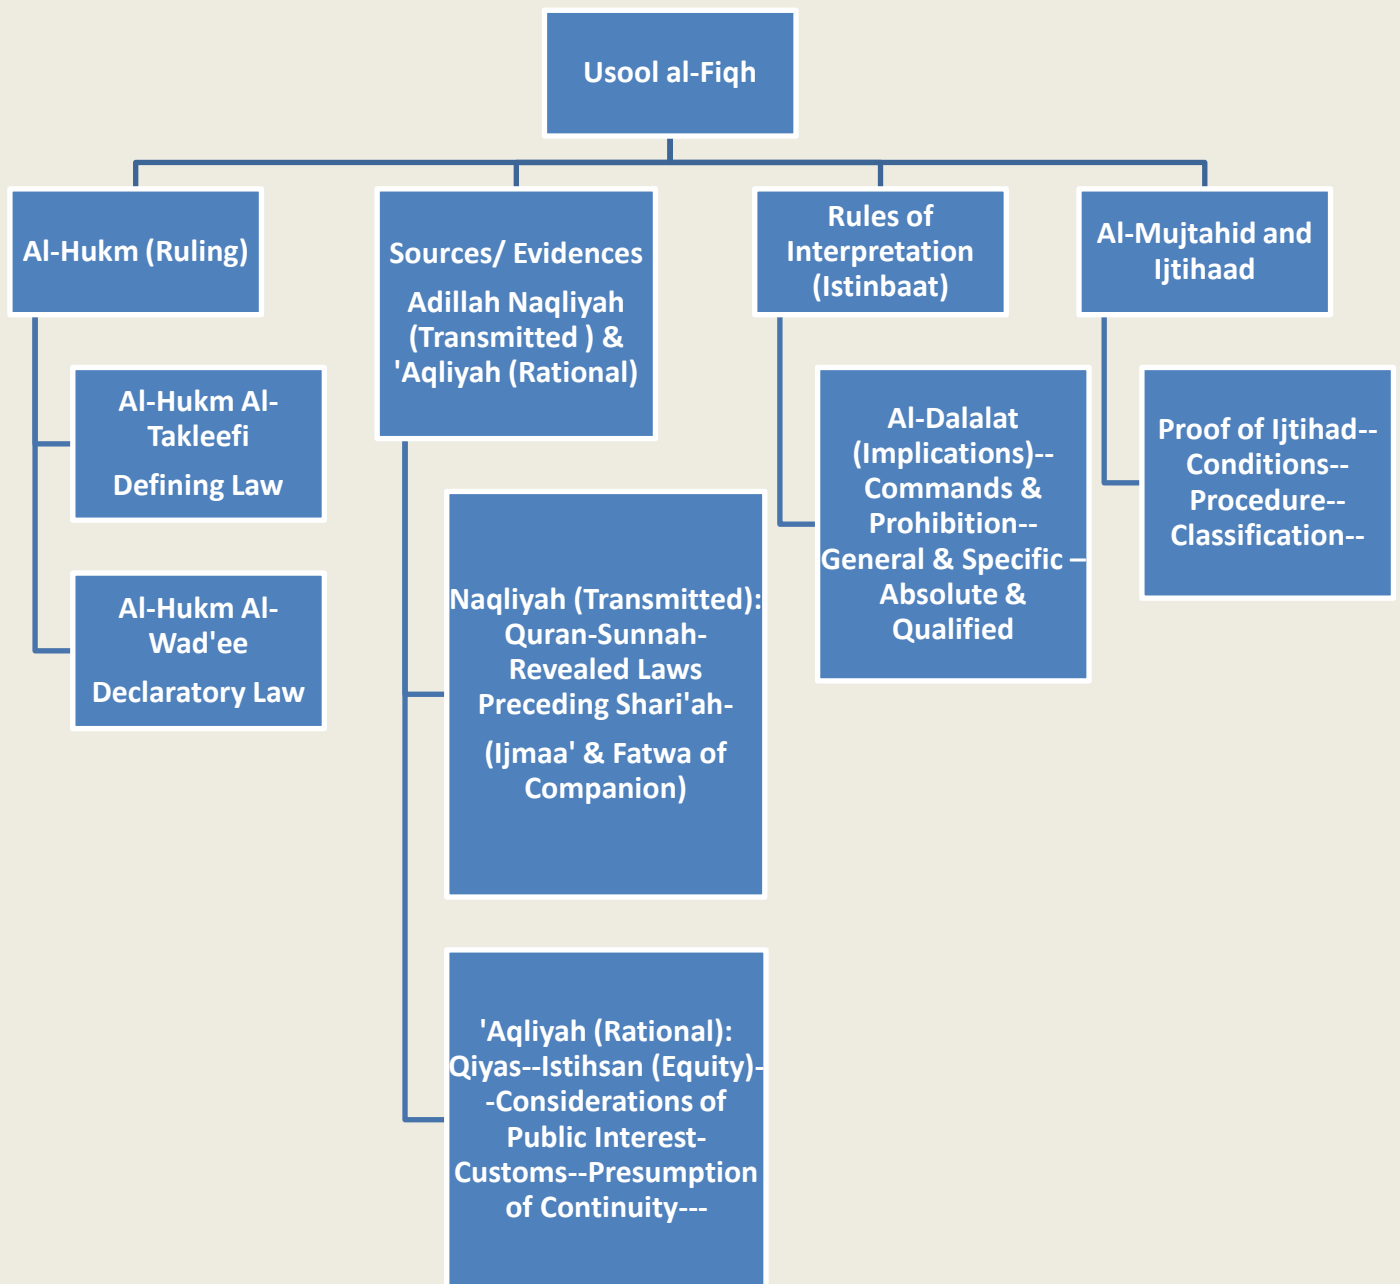 Usool al-Fiqh
Al-Hukm (Ruling)
Al-Hukm Al-
Takleefi
Defining Law
Al-Hukm Al-
Wad'ee
Declaratory Law
Sources/ Evidences
Adillah Naqliyah
(Transmitted ) &
'Aqliyah (Rational)
Naqliyah (Transmitted):
Quran-Sunnah-
Revealed Laws
Preceding Shari'ah-
(Ijmaa' & Fatwa of
Companion)
'Aqliyah (Rational):
Qiyas--Istihsan (Equity)-
-Considerations of
Public Interest-
Customs--Presumption
of Continuity---
Rules of
Interpretation
(Istinbaat)
Al-Dalalat
(Implications)--
Commands &
Prohibition--
General & Specific –
Absolute &
Qualified
Al-Mujtahid and
Ijtihaad
Proof of Ijtihad--
Conditions--
Procedure--
Classification--